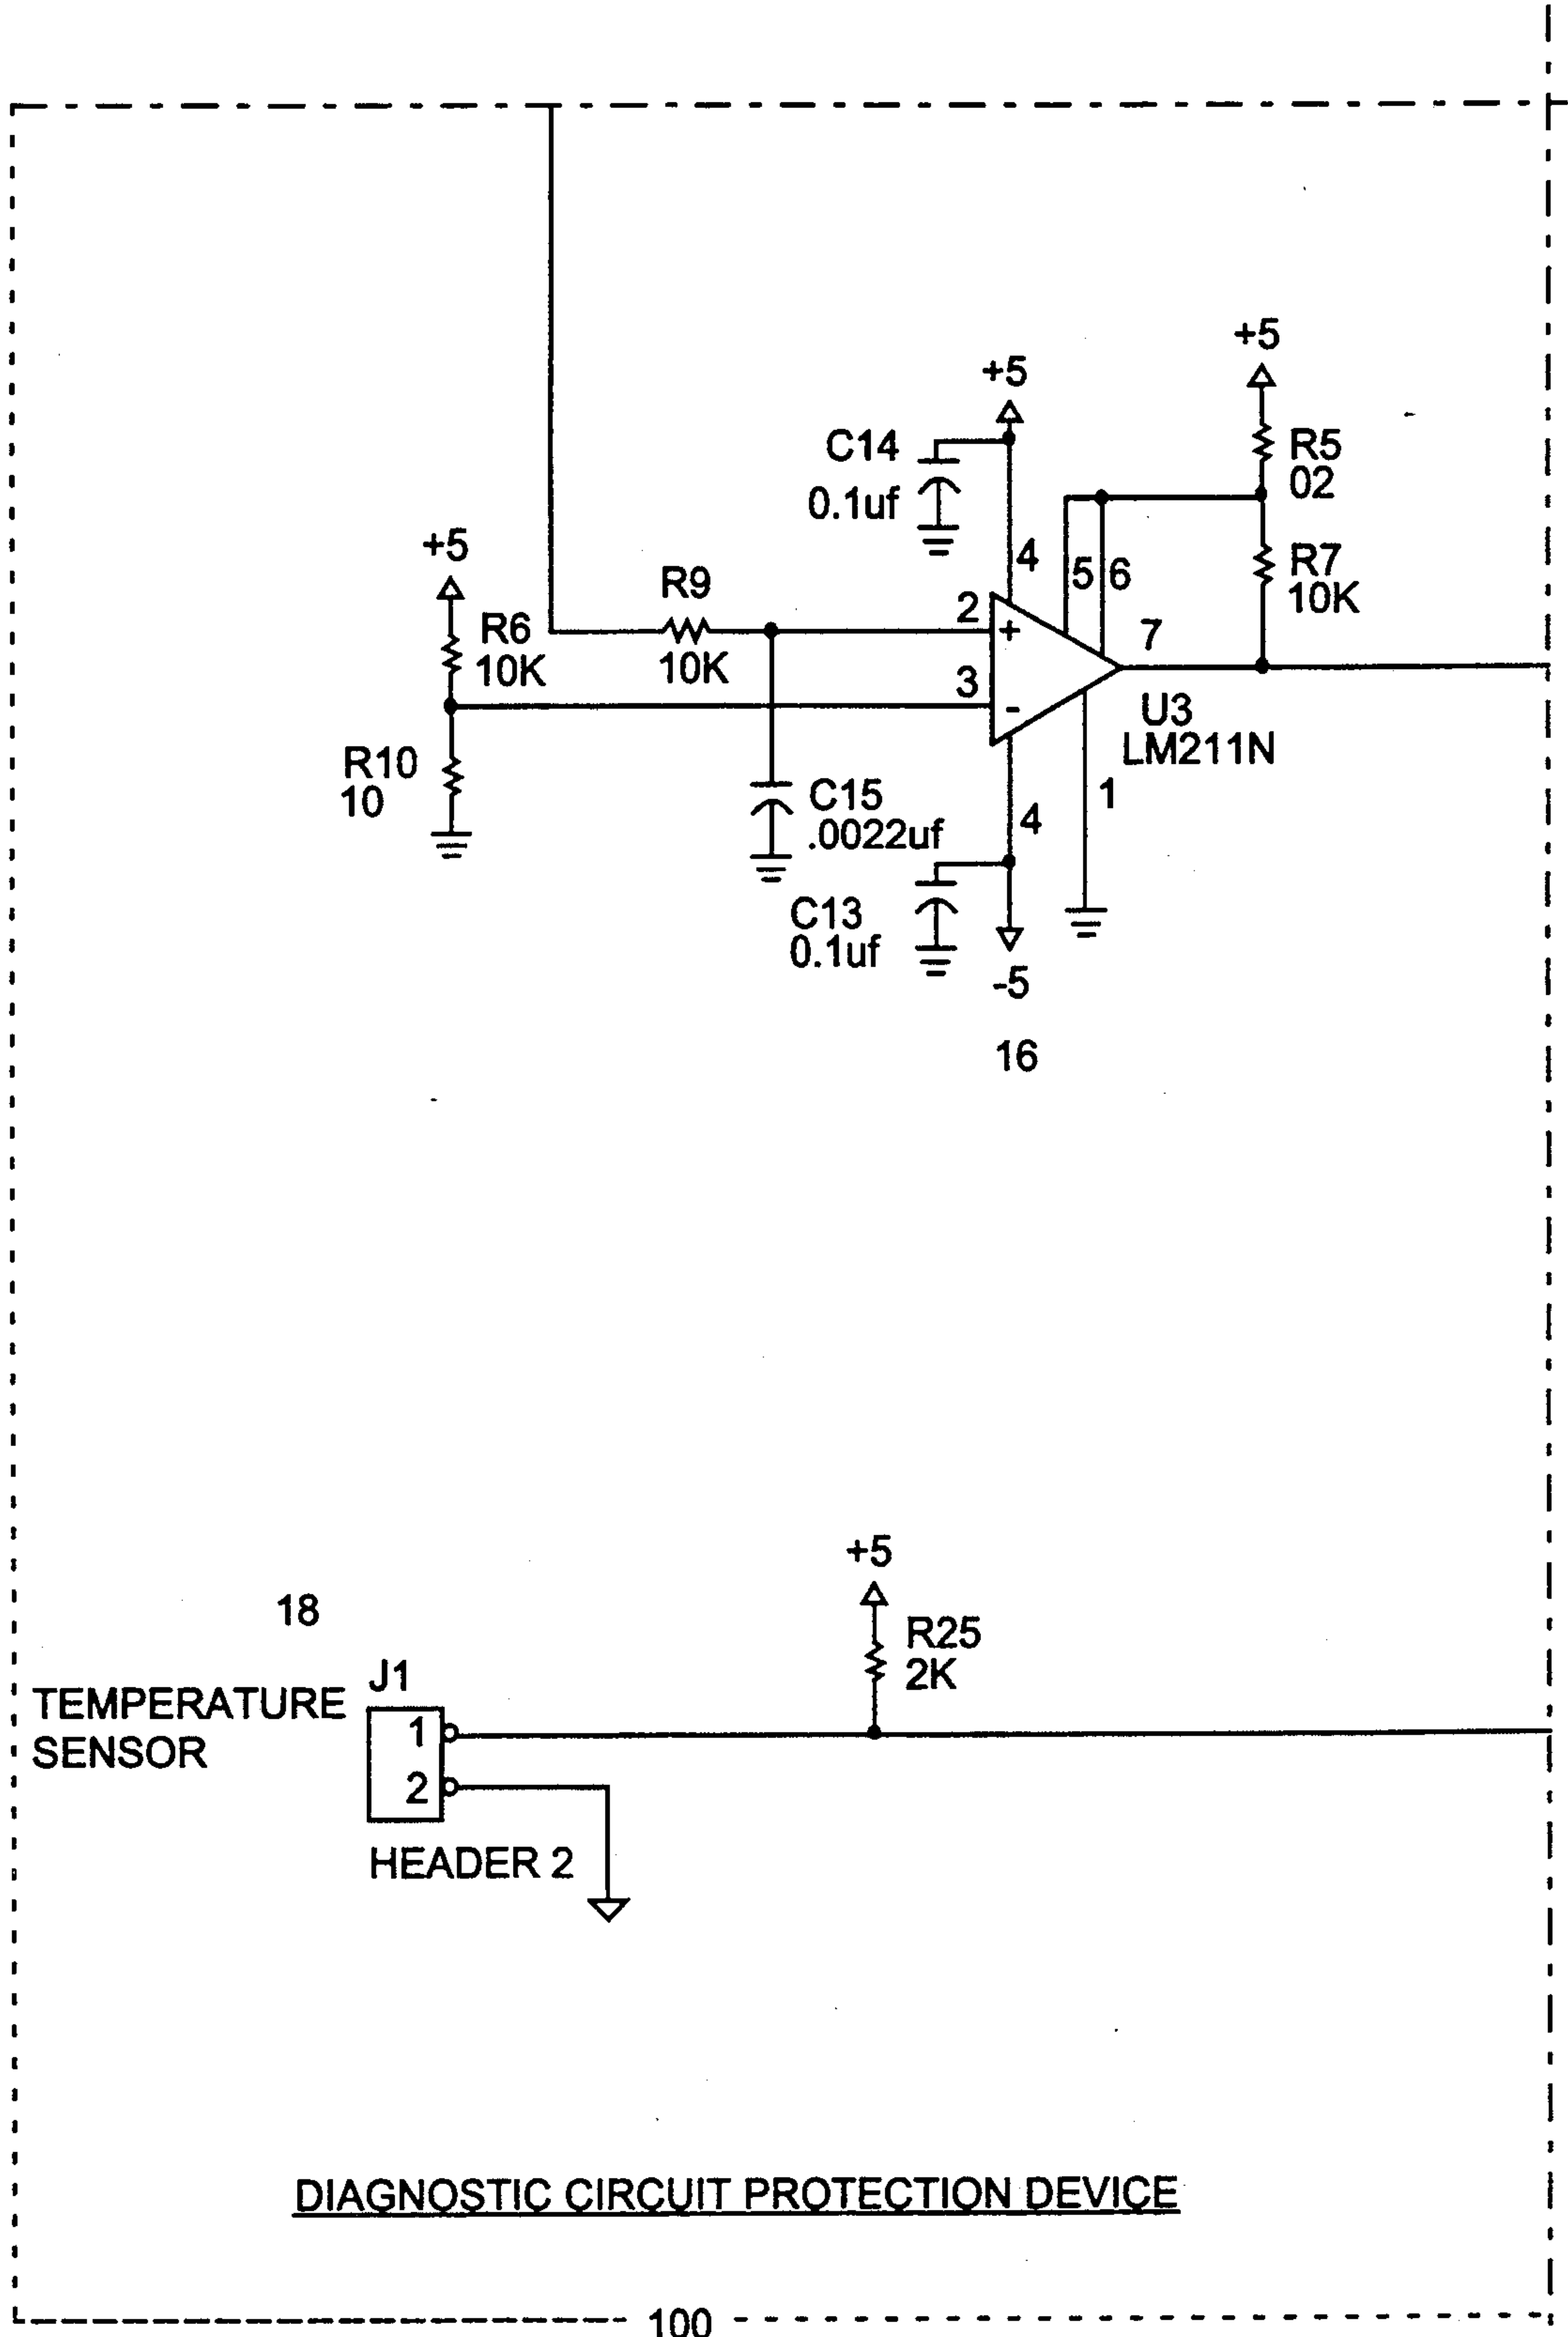 +5
+5
C14
0.1uf
R5
02
4
5
6
R7
10K
+5
R9
10K
R6
10K
2
+
3
-
7
U3
LM211N
R10
10
C15
.0022uf
4
1
C13
0.1uf
-5
16
+5
18
R25
2K
J1
TEMPERATURE
SENSOR
1
2
HEADER 2
DIAGNOSTIC CIRCUIT PROTECTION DEVICE
100